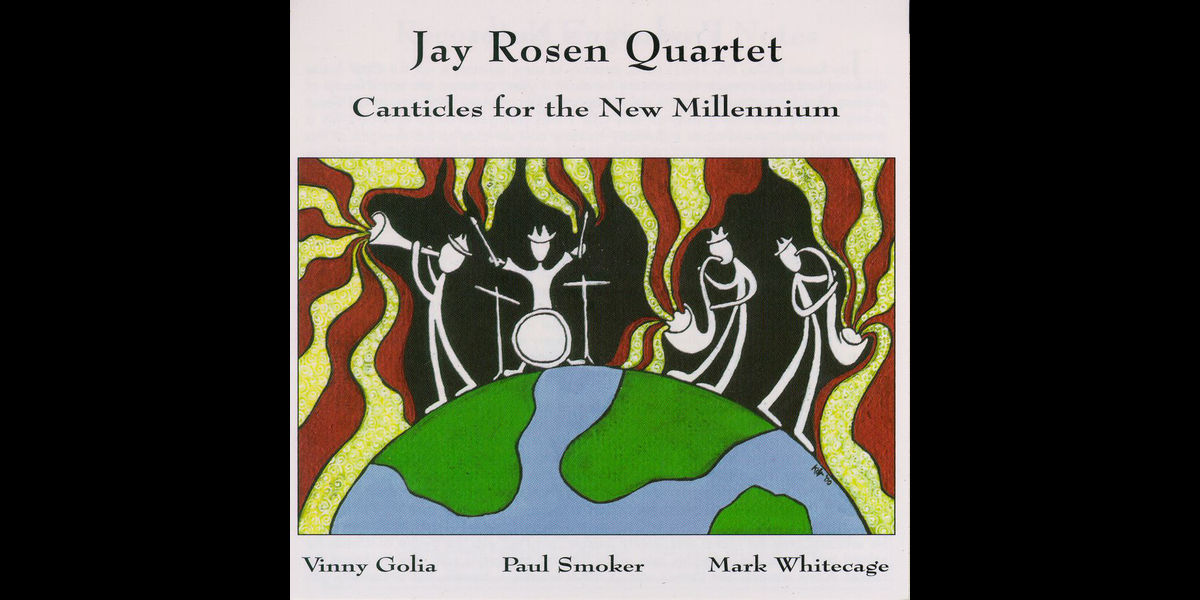 Jay Rosen Quartet
Canticles for the New Millennium
Vinny Golia Paul Smoker Mark Whitecage